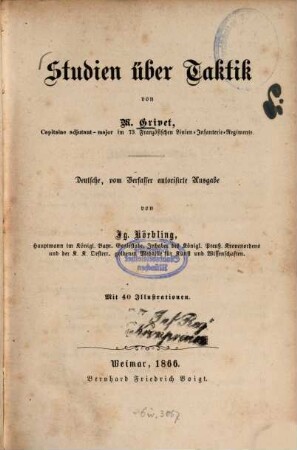 Studien über Taktik
von
M. Grivet,
Capitaine adjutant-major im 73. Französischen Linien-Infanterie-Regimente.
Deutsche, vom Verfasser autorisirte Ausgabe
von
Ig. Körbling,
Hauptmann im Königl. Bayr. Geniestabe, Inhaber des Königl. Preuß. Kronenordens
und der K. K. Oesterr. goldenen Medaille für Kunst und Wissenschaften.
Mit 40 Illustrationen.
Weimar, 1866.
Bernhard Friedrich Voigt.